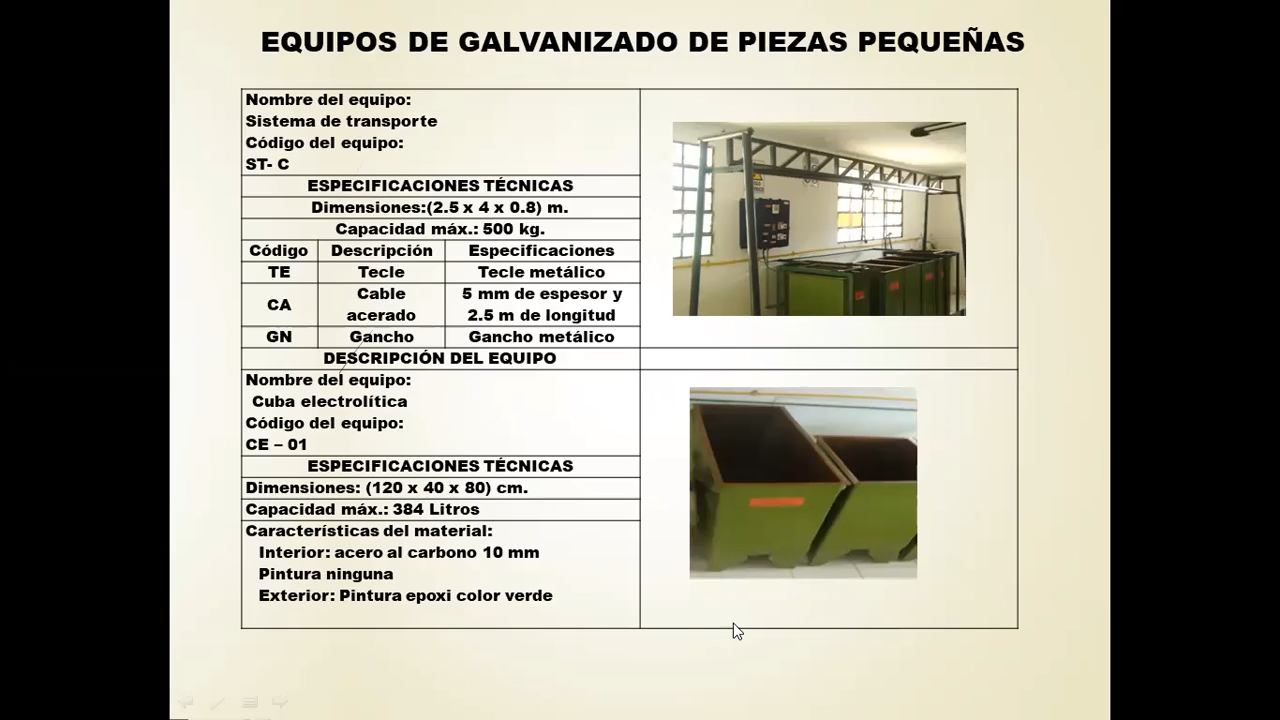 EQUIPOS DE GALVANIZADO DE PIEZAS PEQUEÑAS
Nombre del equipo:
Sistema de transporte
Código del equipo:
ST- C
ESPECIFICACIONES TÉCNICAS
Dimensiones:(2.5 x 4 x 0.8) m.
Capacidad máx.: 500 kg.
Código Descripción Especificaciones
TE Tecle Tecle metálico
CA Cable acerado 5 mm de espesor y 2.5 m de longitud
GN Gancho Gancho metálico
DESCRIPCIÓN DEL EQUIPO
Nombre del equipo:
Cuba electrolítica
Código del equipo:
CE – 01
ESPECIFICACIONES TÉCNICAS
Dimensiones: (120 x 40 x 80) cm.
Capacidad máx.: 384 Litros
Características del material:
Interior: acero al carbono 10 mm
Pintura ninguna
Exterior: Pintura epoxi color verde